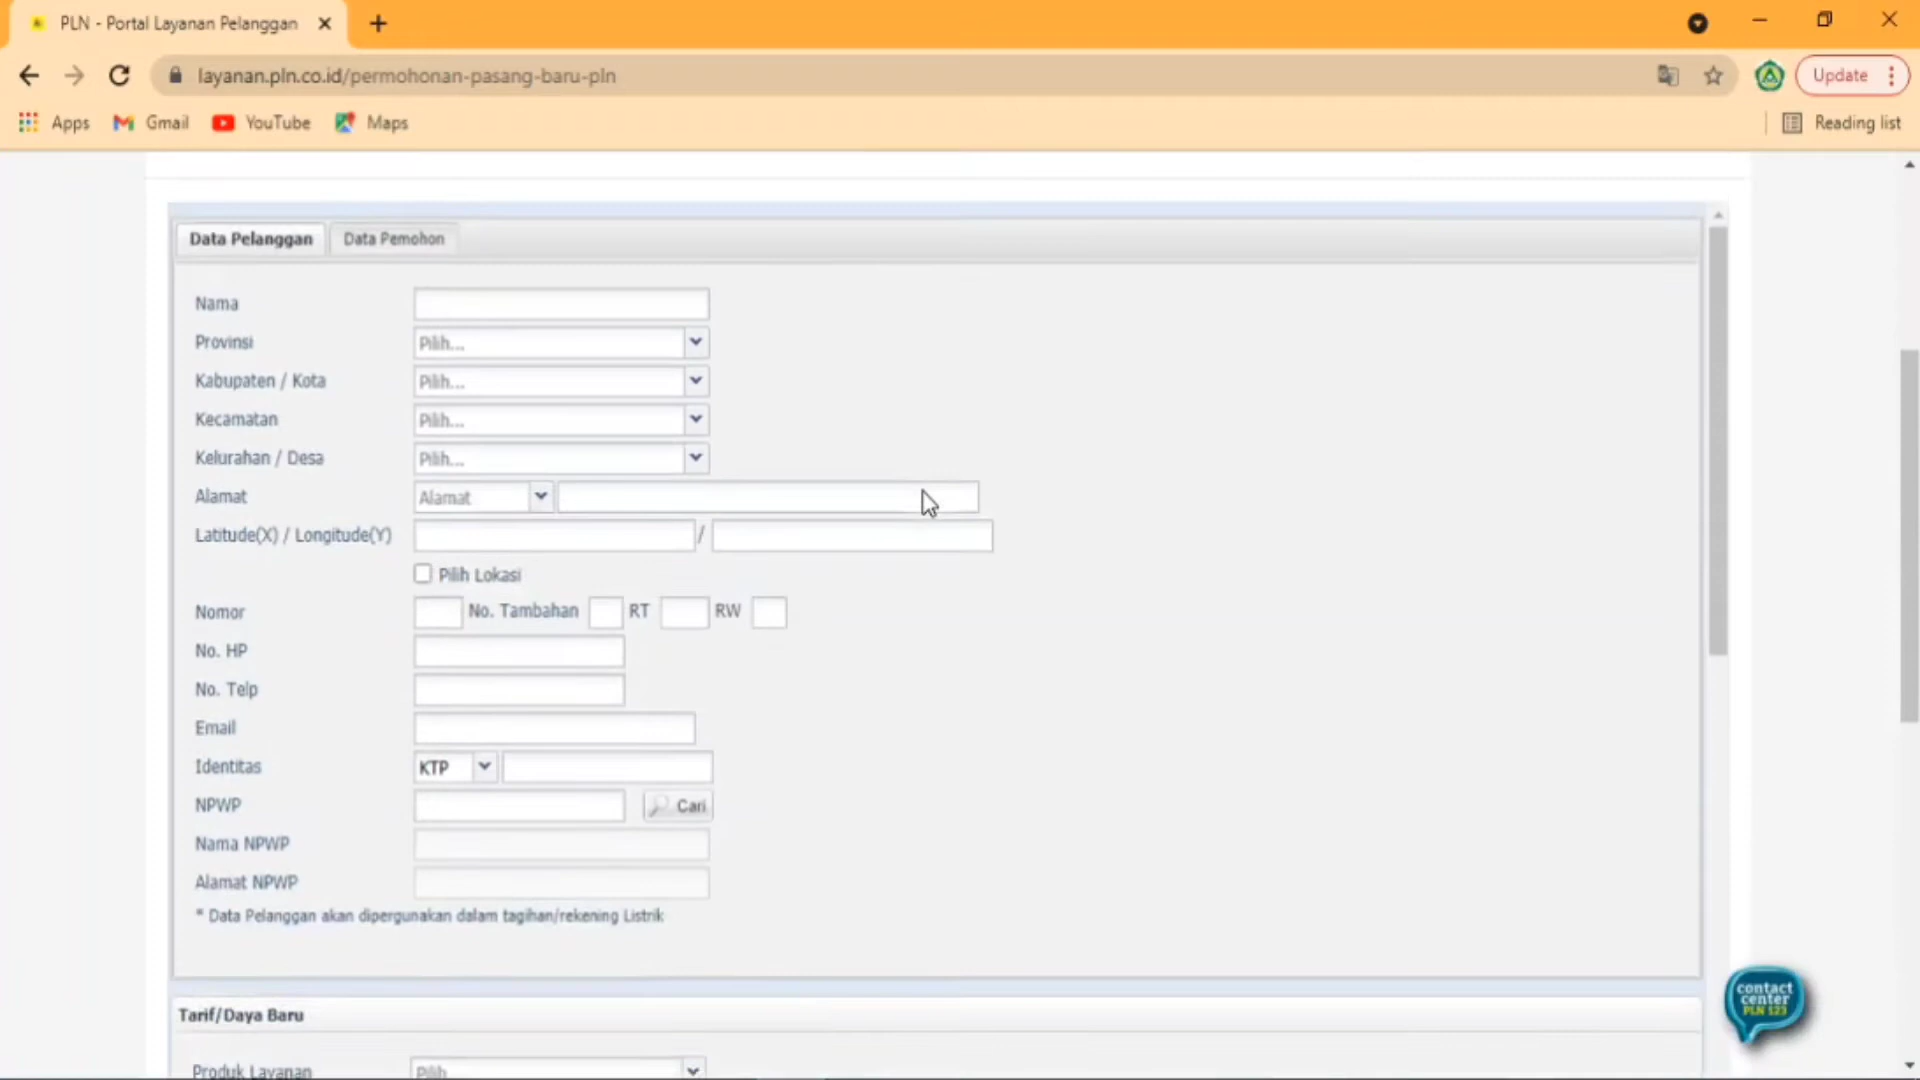 PLN - Portal Layanan Pelanggan
layanan.pln.co.id/permohonan-pasang-baru-pln
Update
Apps Gmail YouTube Maps Reading list
Data Pelanggan Data Pemohon
Nama
Provinsi Pilih...
Kabupaten / Kota Pilih...
Kecamatan Pilih...
Kelurahan / Desa Pilih...
Alamat Alamat
Latitude(X) / Longitude(Y) /
Pilih Lokasi
Nomor No. Tambahan RT RW
No. HP
No. Telp
Email
Identitas KTP
NPWP Cari
Nama NPWP
Alamat NPWP
* Data Pelanggan akan dipergunakan dalam tagihan/rekening Listrik
contact
center
PLN 123
Tarif/Daya Baru
Produk Layanan Pilih